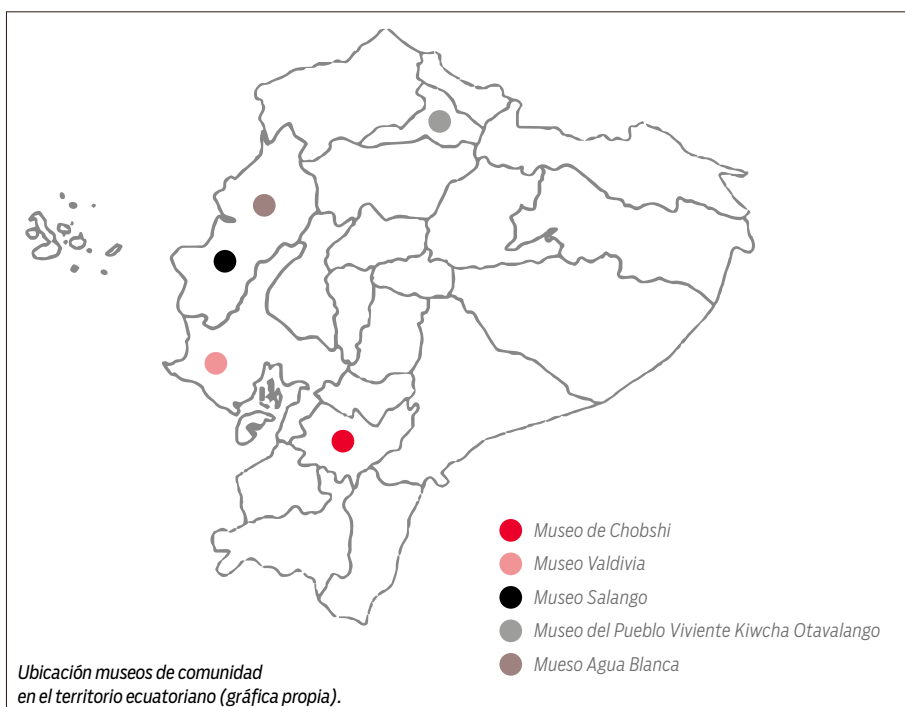 Museo de Chobshi
Museo Valdivia
Museo Salango
Museo del Pueblo Viviente Kiwcha Otavalango
Mueso Agua Blanca
Ubicación museos de comunidad
en el territorio ecuatoriano (gráfica propia).